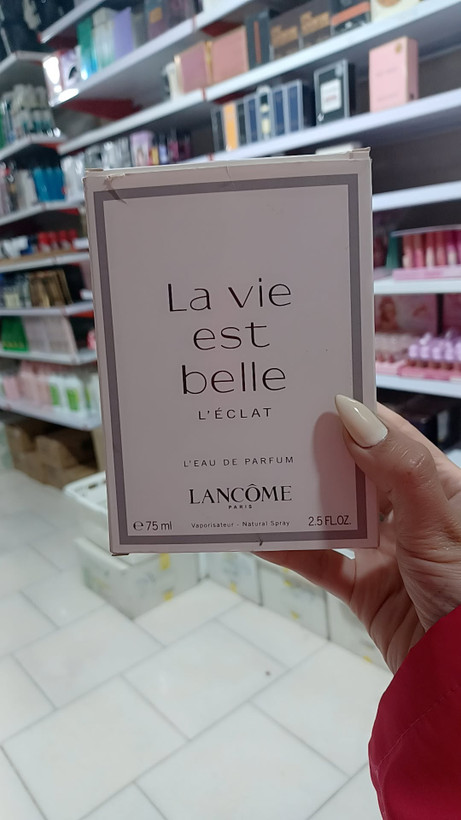 La vie
est
belle
L'ÉCLAT
L'EAU DE PARFUM
LANCÔME
PARIS
℮ 75 ml Vaporisateur - Natural Spray 2.5 FL.OZ.